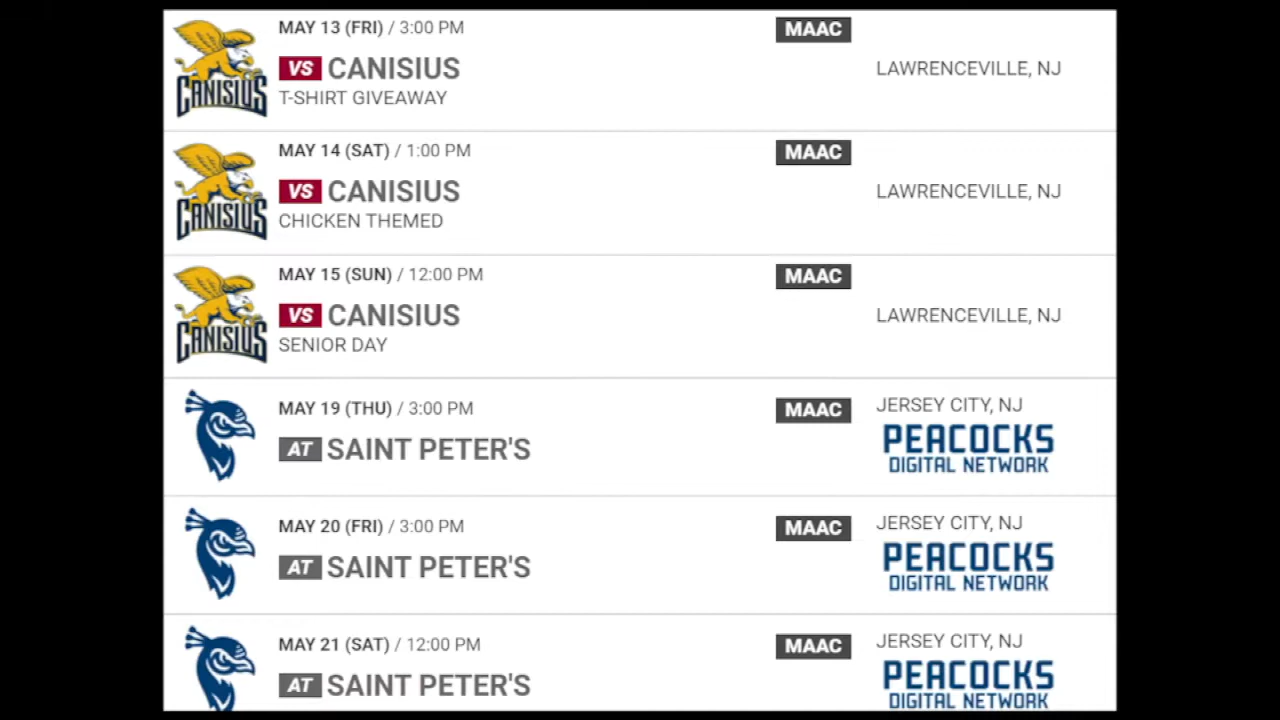 MAY 13 (FRI) / 3:00 PM
MAAC
CANISIUS
VS CANISIUS
LAWRENCEVILLE, NJ
T-SHIRT GIVEAWAY
MAY 14 (SAT) / 1:00 PM
MAAC
CANISIUS
VS CANISIUS
LAWRENCEVILLE, NJ
CHICKEN THEMED
MAY 15 (SUN) / 12:00 PM
MAAC
CANISIUS
VS CANISIUS
LAWRENCEVILLE, NJ
SENIOR DAY
MAY 19 (THU) / 3:00 PM
MAAC
JERSEY CITY, NJ
AT SAINT PETER'S
PEACOCKS
DIGITAL NETWORK
MAY 20 (FRI) / 3:00 PM
MAAC
JERSEY CITY, NJ
AT SAINT PETER'S
PEACOCKS
DIGITAL NETWORK
MAY 21 (SAT) / 12:00 PM
MAAC
JERSEY CITY, NJ
AT SAINT PETER'S
PEACOCKS
DIGITAL NETWORK